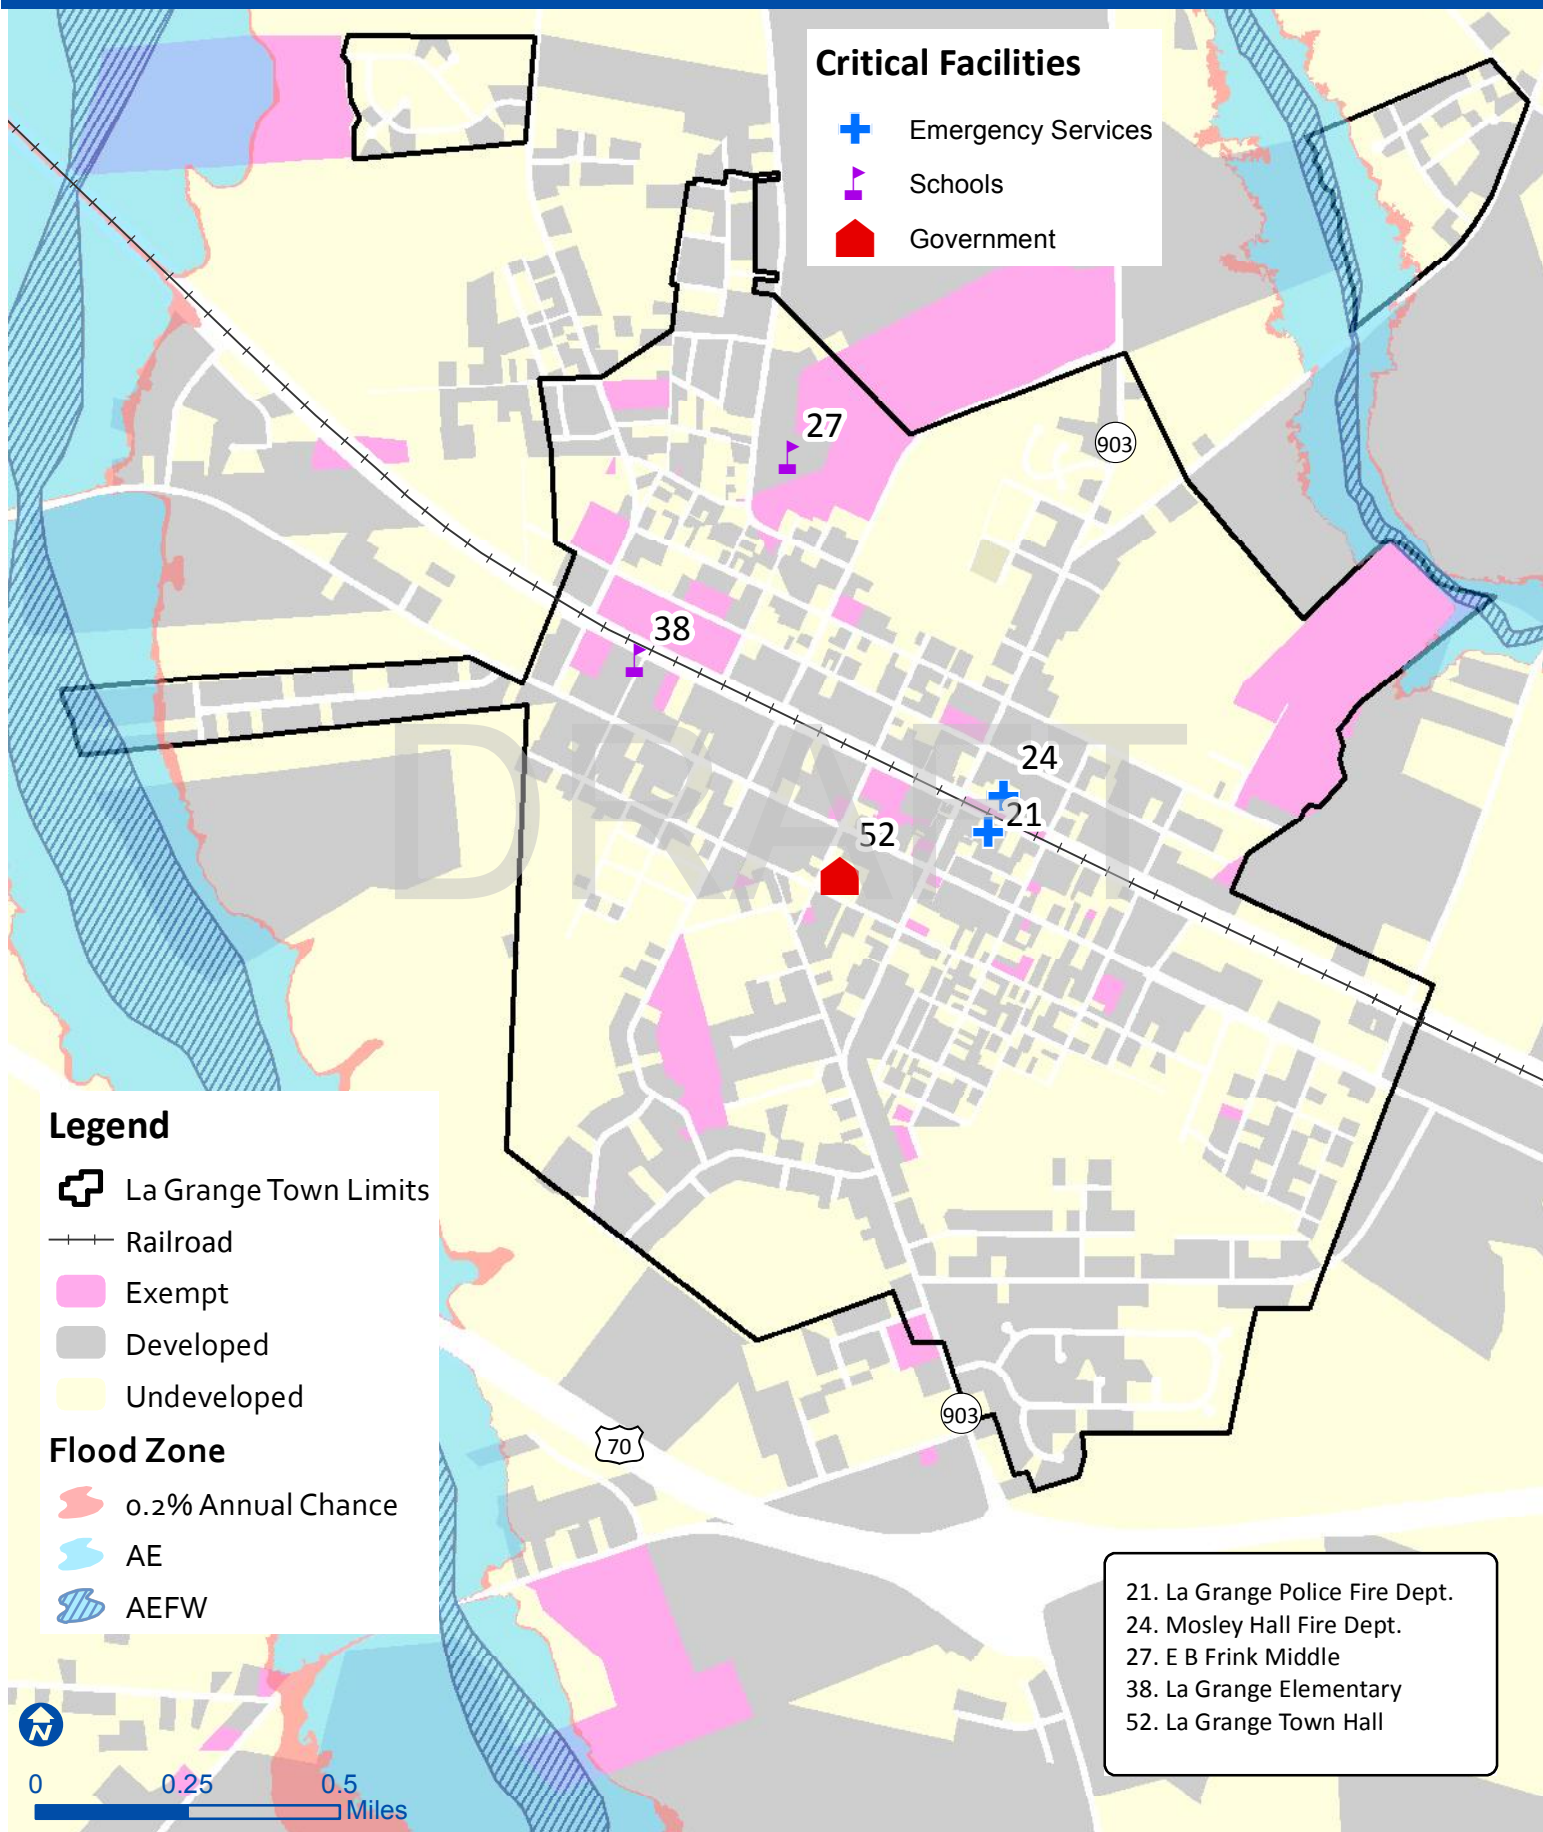 Critical Facilities
Emergency Services
Schools
Government
27
903
38
24
21
52
DRAFT
Legend
La Grange Town Limits
Railroad
Exempt
Developed
Undeveloped
Flood Zone
0.2% Annual Chance
AE
AEFW
903
70
21. La Grange Police Fire Dept.
24. Mosley Hall Fire Dept.
27. E B Frink Middle
38. La Grange Elementary
52. La Grange Town Hall
N
0 0.25 0.5
Miles